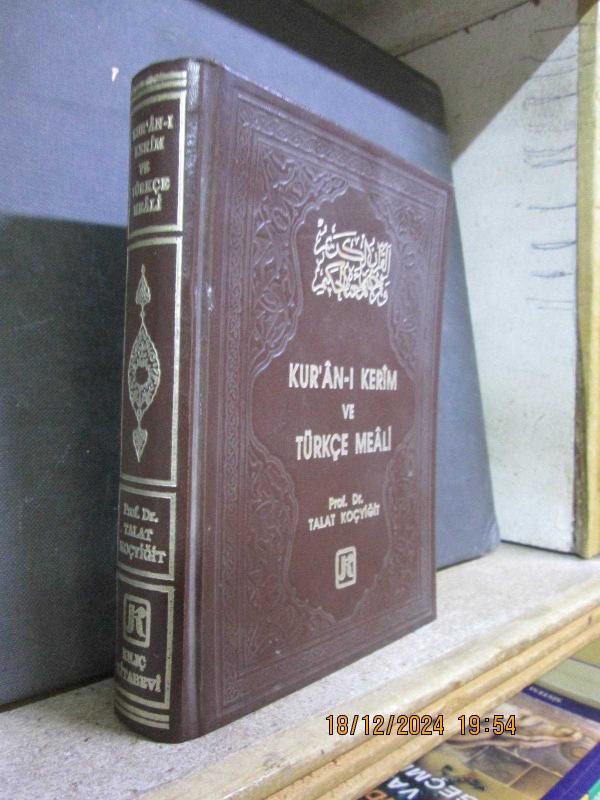 KUR'ÂN-I
KERİM
VE
TÜRKÇE
MEÂLİ
Prof. Dr.
TALAT
KOÇYİĞİT
KILIÇ
KİTABEVİ
KUR'ÂN-I KERİM
VE
TÜRKÇE MEÂLİ
Prof. Dr.
TALAT KOÇYİĞİT
18/12/2024 19:54